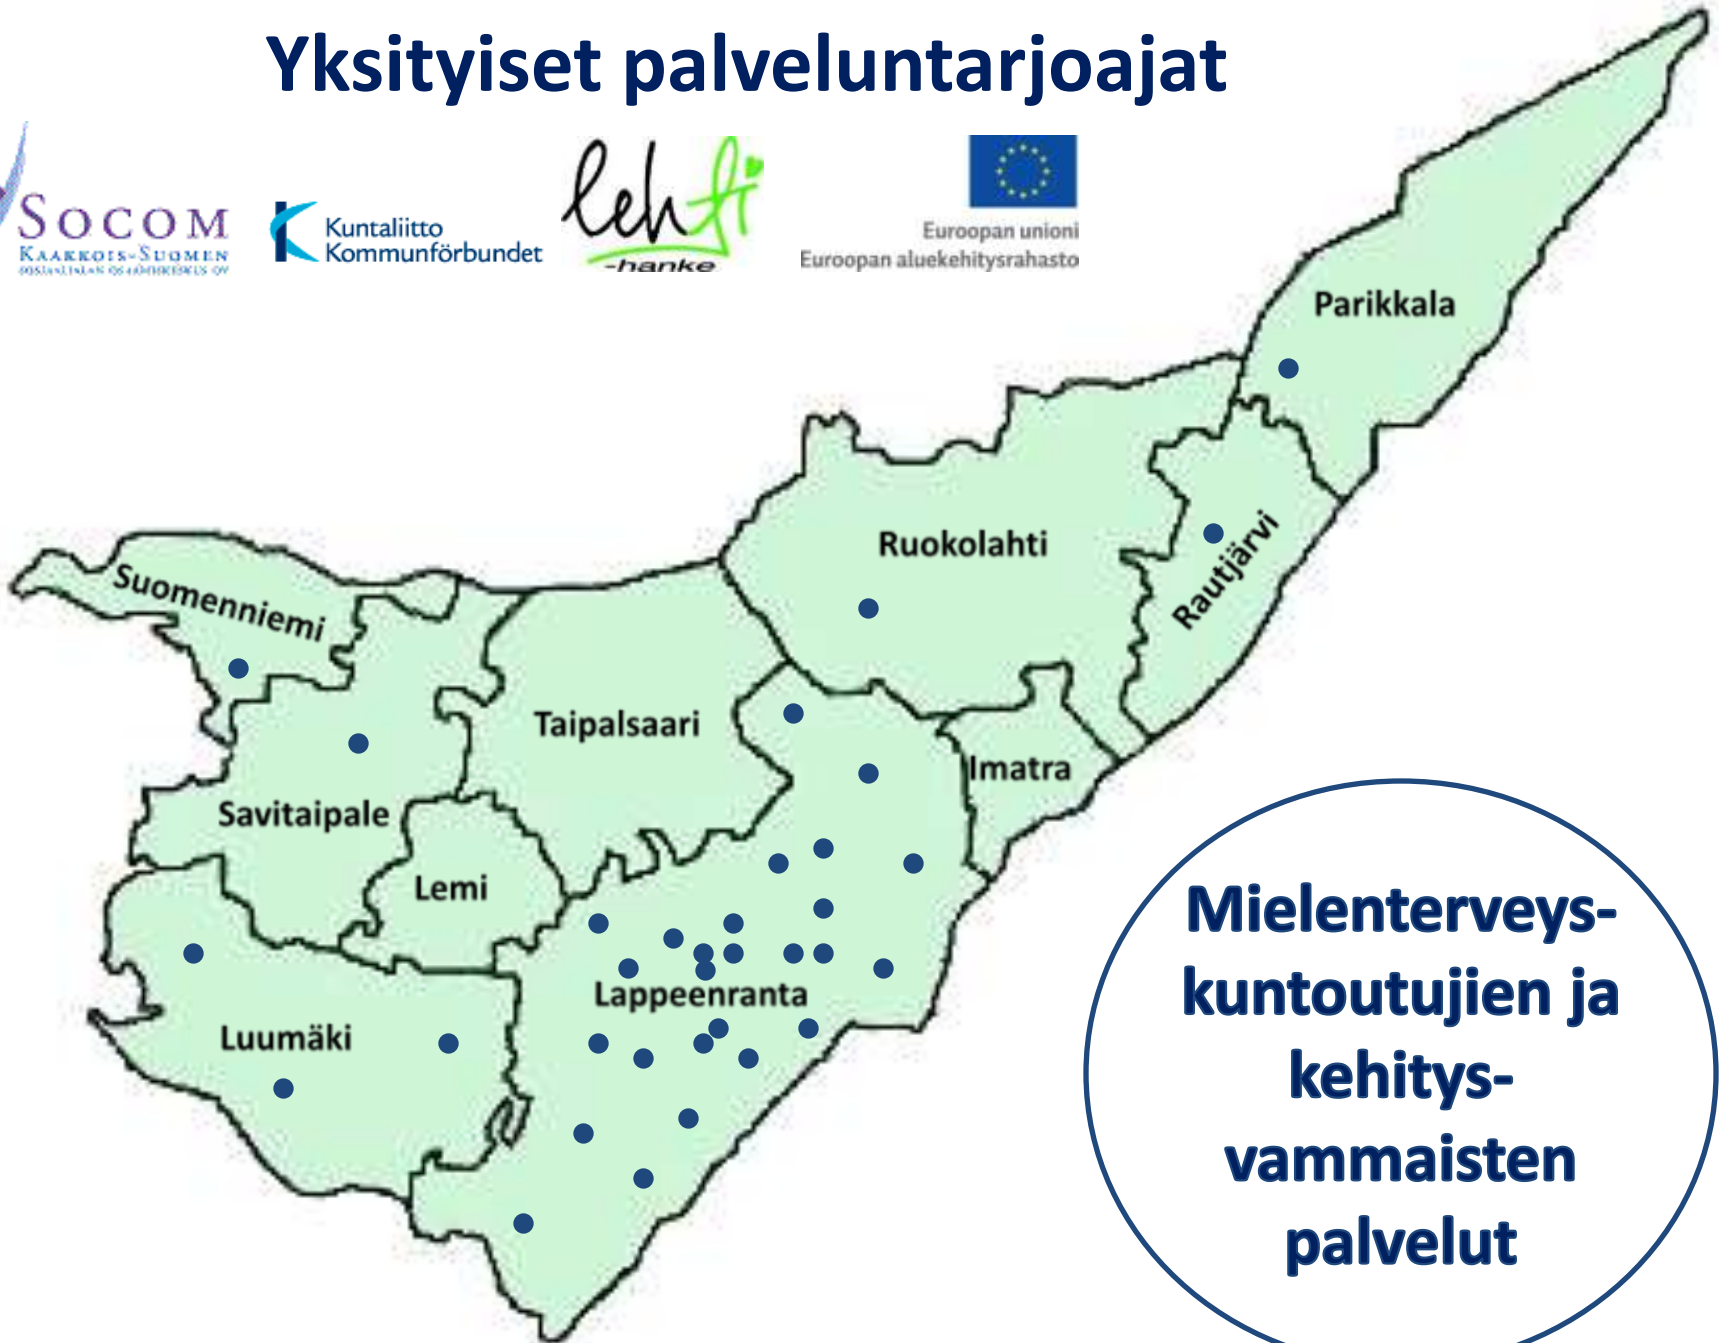 Yksityiset palveluntarjoajat
SOCOM
KAAKKOIS-SUOMEN
Kuntaliitto
Kommunförbundet
lehti
-hanke
Euroopan unioni
Euroopan aluekehitysrahasto
Parikkala
Ruokolahti
Rautjärvi
Suomenniemi
Taipalsaari
Imatra
Savitaipale
Lemi
Lappeenranta
Luumäki
Mielenterveys-
kuntoutujien ja
kehitys-
vammaisten
palvelut